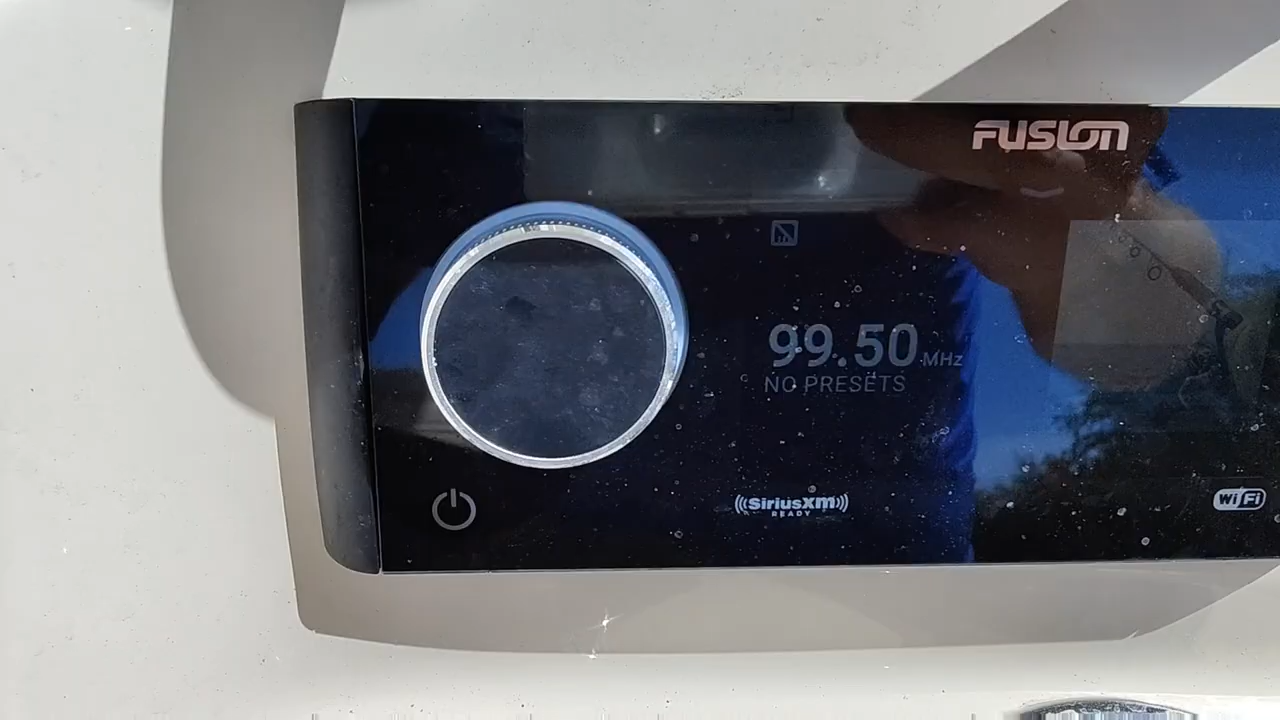 FUSION
99.50 MHz
NO PRESETS
((SiriusXM))
READY
WiFi